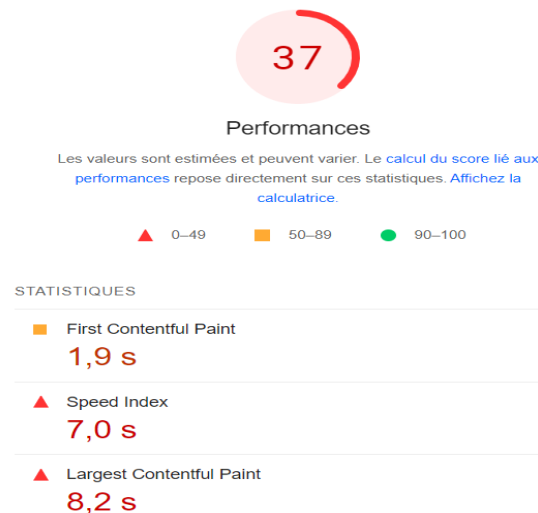 37
Performances
Les valeurs sont estimées et peuvent varier. Le calcul du score lié aux
performances repose directement sur ces statistiques. Affichez la
calculatrice.
0–49 50–89 90–100
STATISTIQUES
First Contentful Paint
1,9 s
Speed Index
7,0 s
Largest Contentful Paint
8,2 s